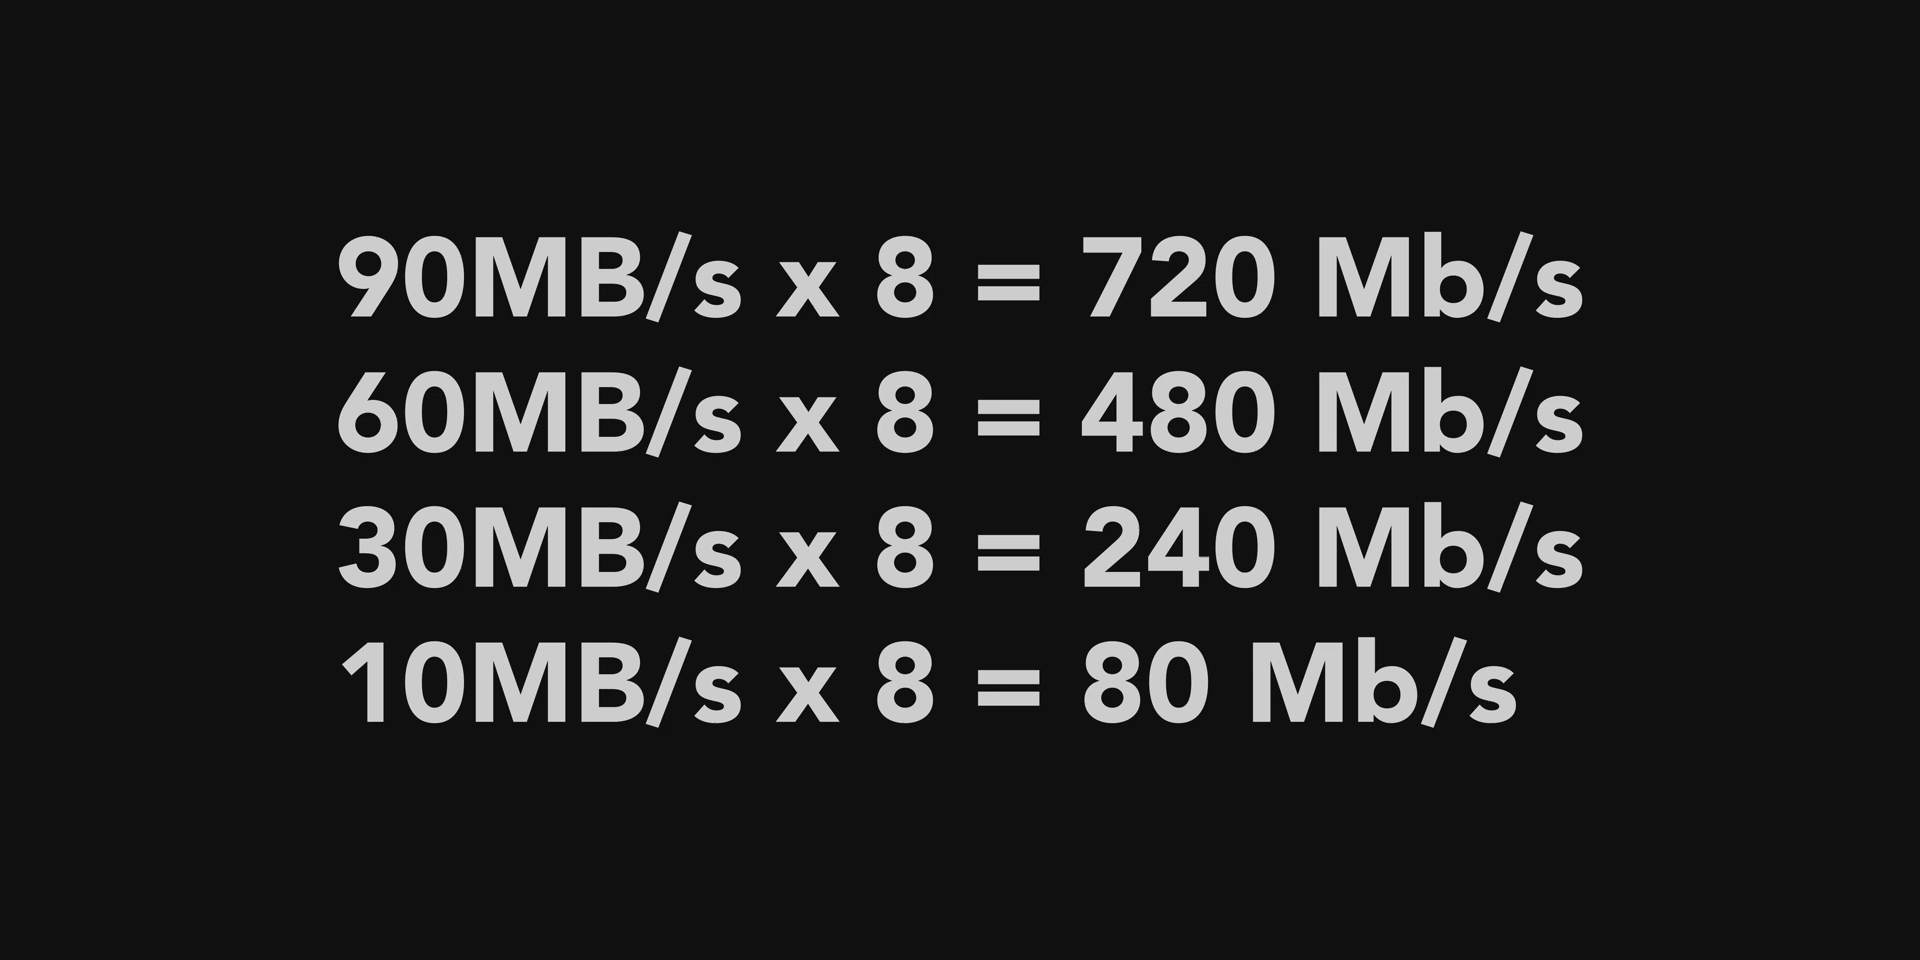 90MB/s x 8 = 720 Mb/s
60MB/s x 8 = 480 Mb/s
30MB/s x 8 = 240 Mb/s
10MB/s x 8 = 80 Mb/s